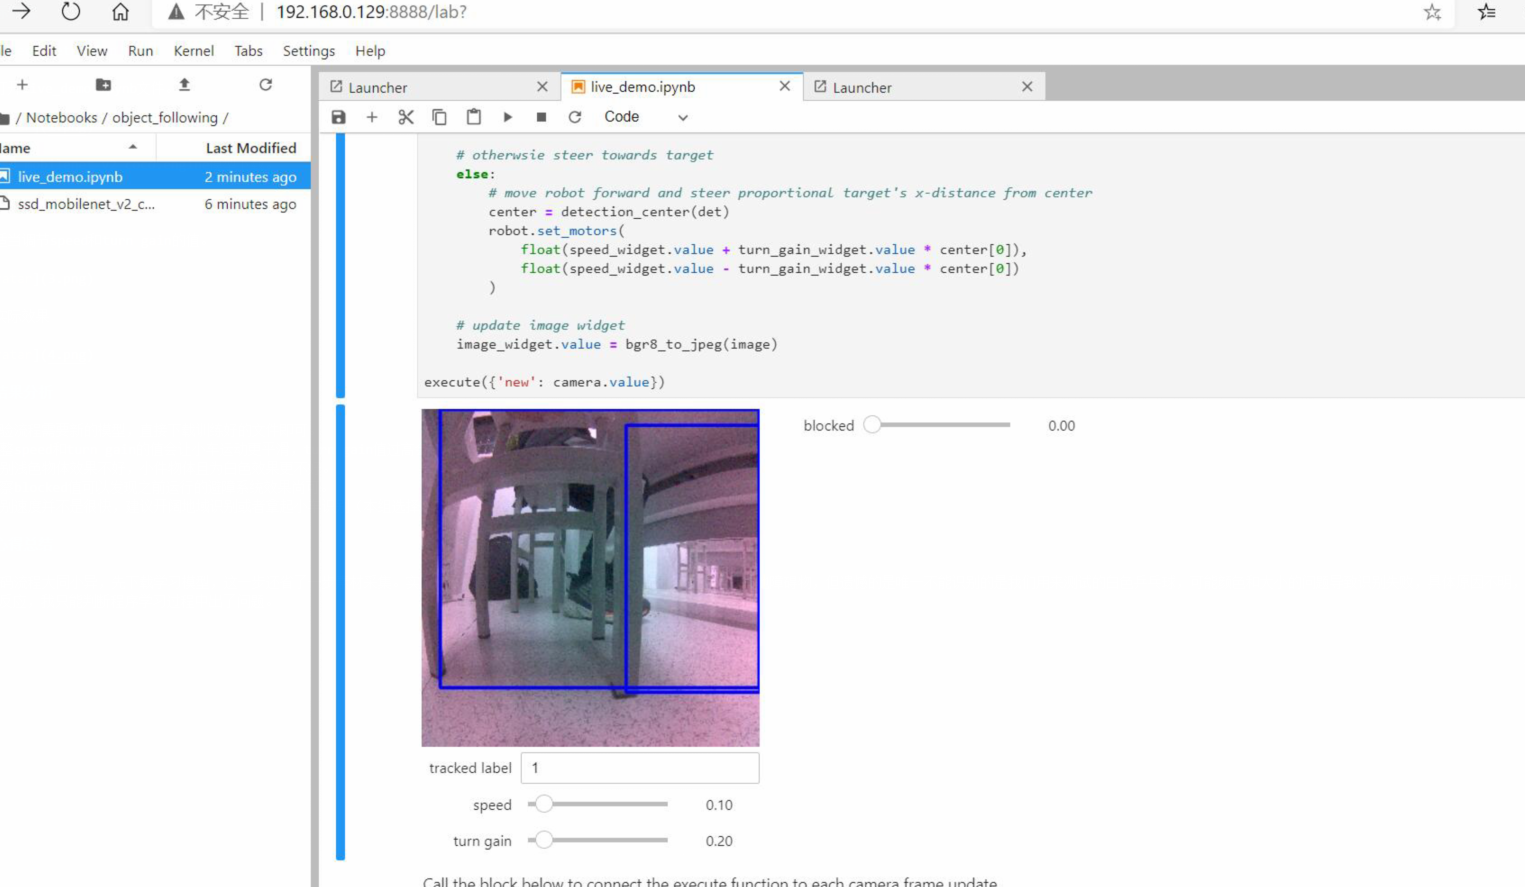 不安全 | 192.168.0.129:8888/lab?
le Edit View Run Kernel Tabs Settings Help
Launcher
live_demo.ipynb
Launcher
Code
/ Notebooks / object_following /
Name Last Modified
live_demo.ipynb 2 minutes ago
ssd_mobilenet_v2_c... 6 minutes ago
# otherwsie steer towards target
else:
# move robot forward and steer proportional target's x-distance from center
center = detection_center(det)
robot.set_motors(
float(speed_widget.value + turn_gain_widget.value * center[0]),
float(speed_widget.value - turn_gain_widget.value * center[0])
)
# update image widget
image_widget.value = bgr8_to_jpeg(image)
execute({'new': camera.value})
blocked 0.00
tracked label 1
speed 0.10
turn gain 0.20
Call the block below to connect the execute function to each camera frame update.